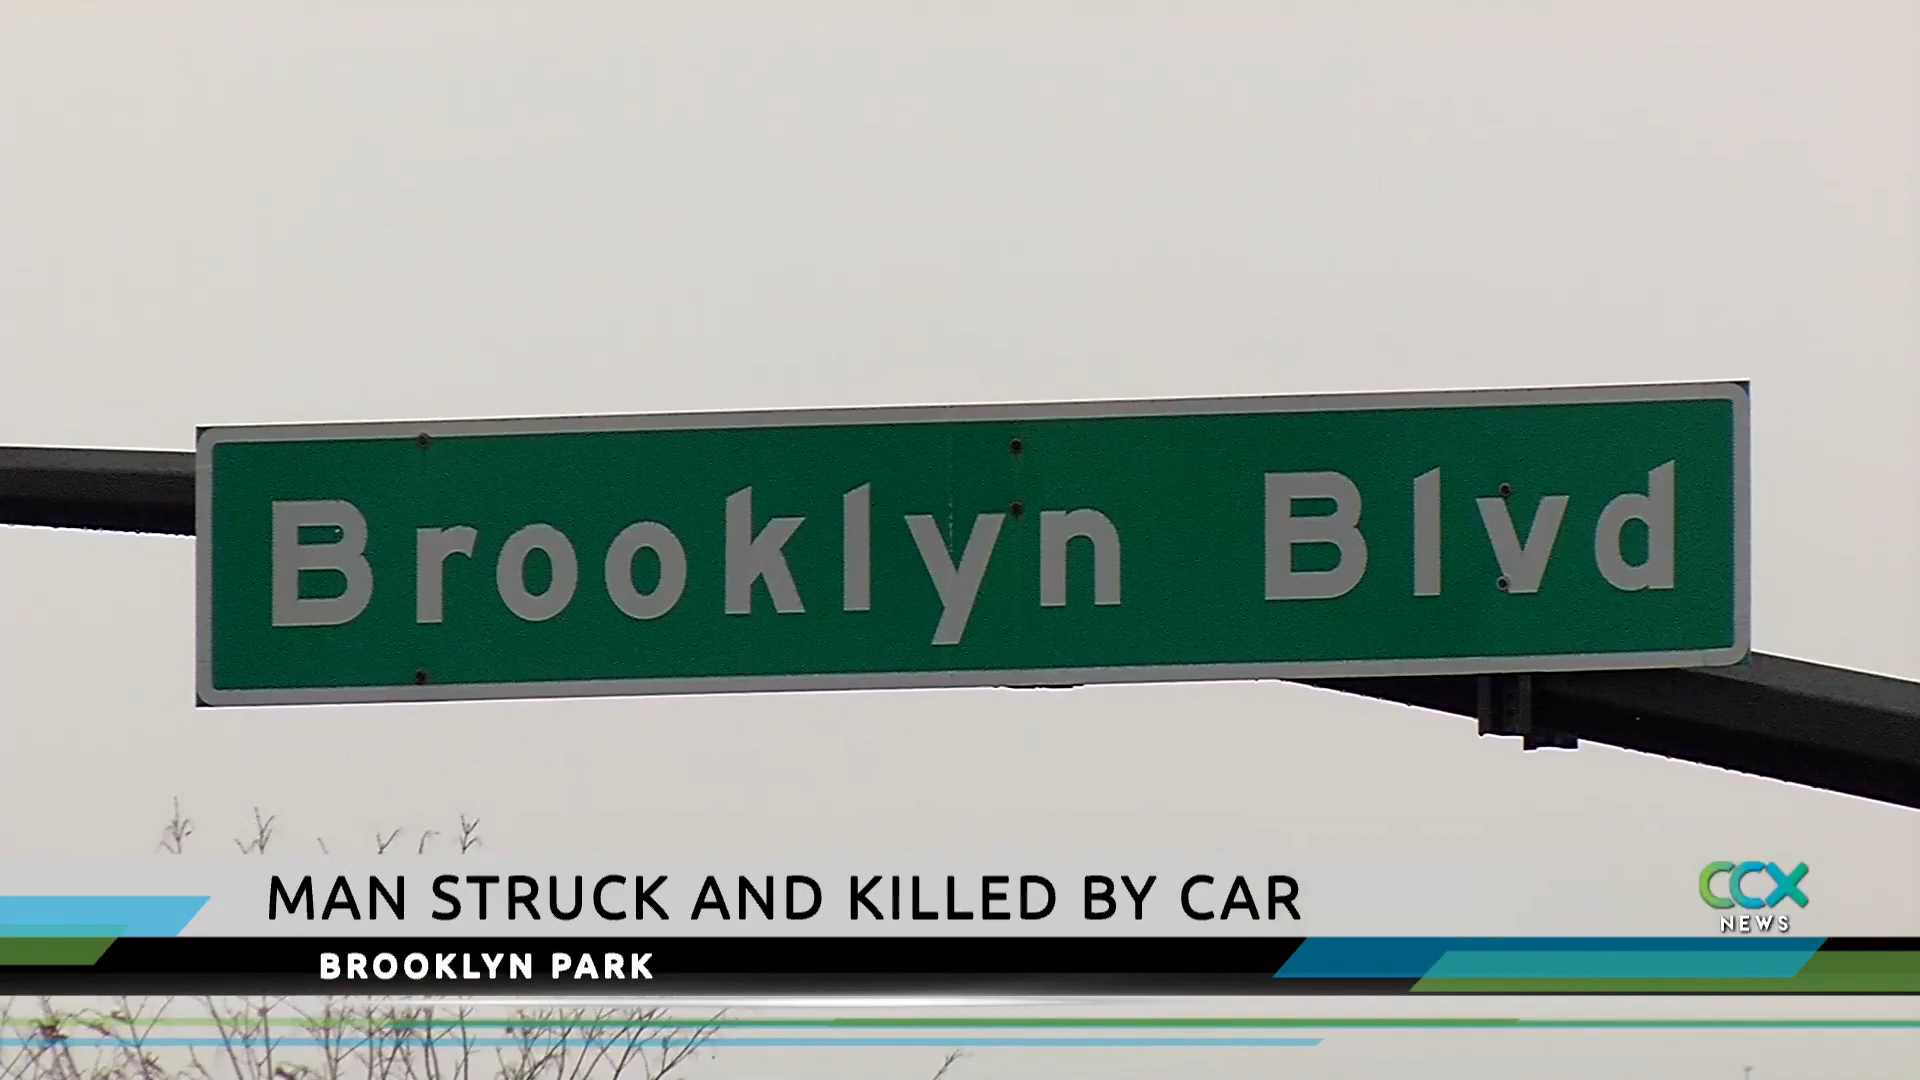 Brooklyn Blvd
MAN STRUCK AND KILLED BY CAR
CCX
NEWS
BROOKLYN PARK